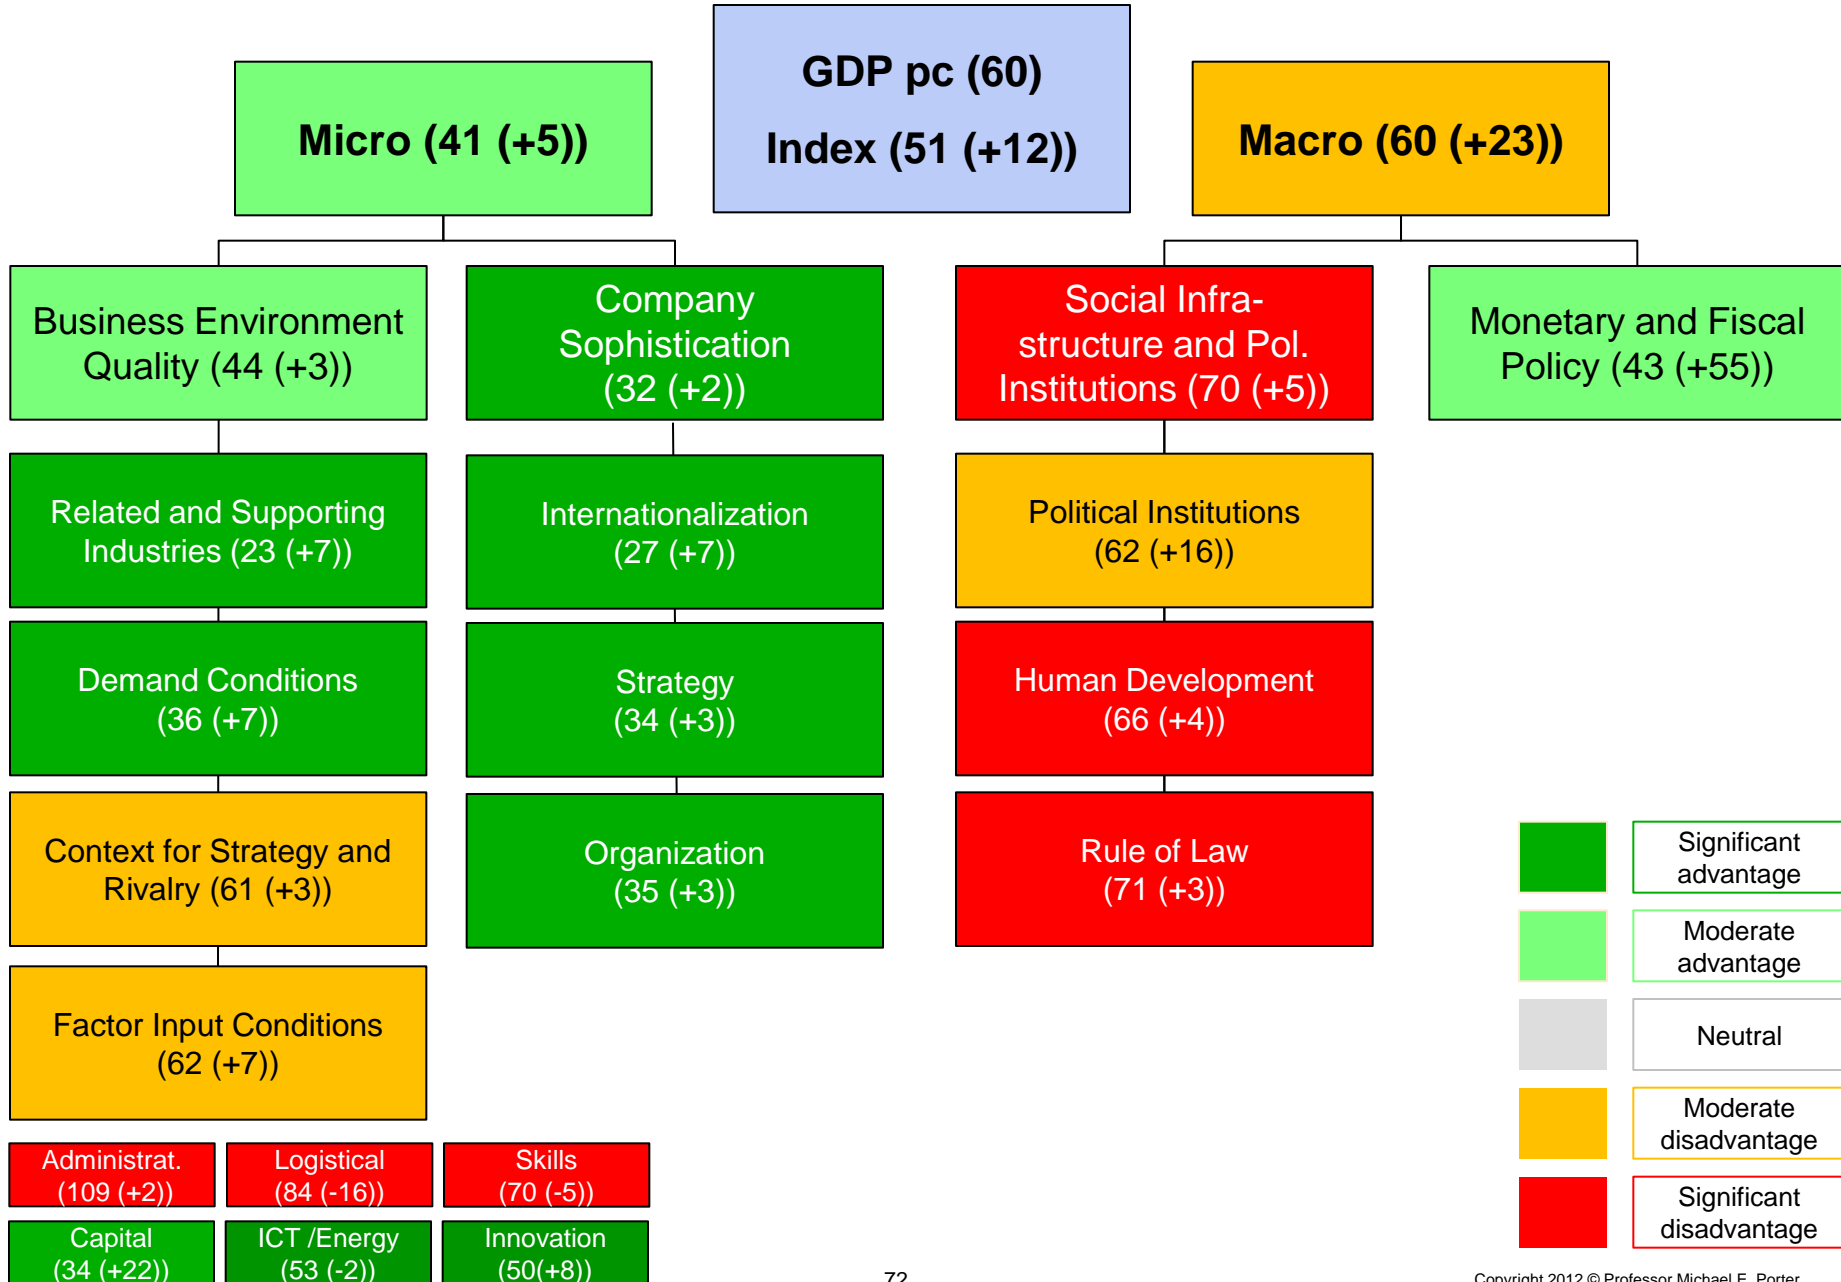 GDP pc (60)
Index (51 (+12))
Micro (41 (+5))
Macro (60 (+23))
Business Environment
Quality (44 (+3))
Company
Sophistication
(32 (+2))
Social Infra-
structure and Pol.
Institutions (70 (+5))
Monetary and Fiscal
Policy (43 (+55))
Related and Supporting
Industries (23 (+7))
Internationalization
(27 (+7))
Political Institutions
(62 (+16))
Demand Conditions
(36 (+7))
Strategy
(34 (+3))
Human Development
(66 (+4))
Context for Strategy and
Rivalry (61 (+3))
Organization
(35 (+3))
Rule of Law
(71 (+3))
Factor Input Conditions
(62 (+7))
Administrat.
(109 (+2))
Logistical
(84 (-16))
Skills
(70 (-5))
Capital
(34 (+22))
ICT /Energy
(53 (-2))
Innovation
(50(+8))
Significant
advantage
Moderate
advantage
Neutral
Moderate
disadvantage
Significant
disadvantage
72
Copyright 2012 © Professor Michael E. Porter